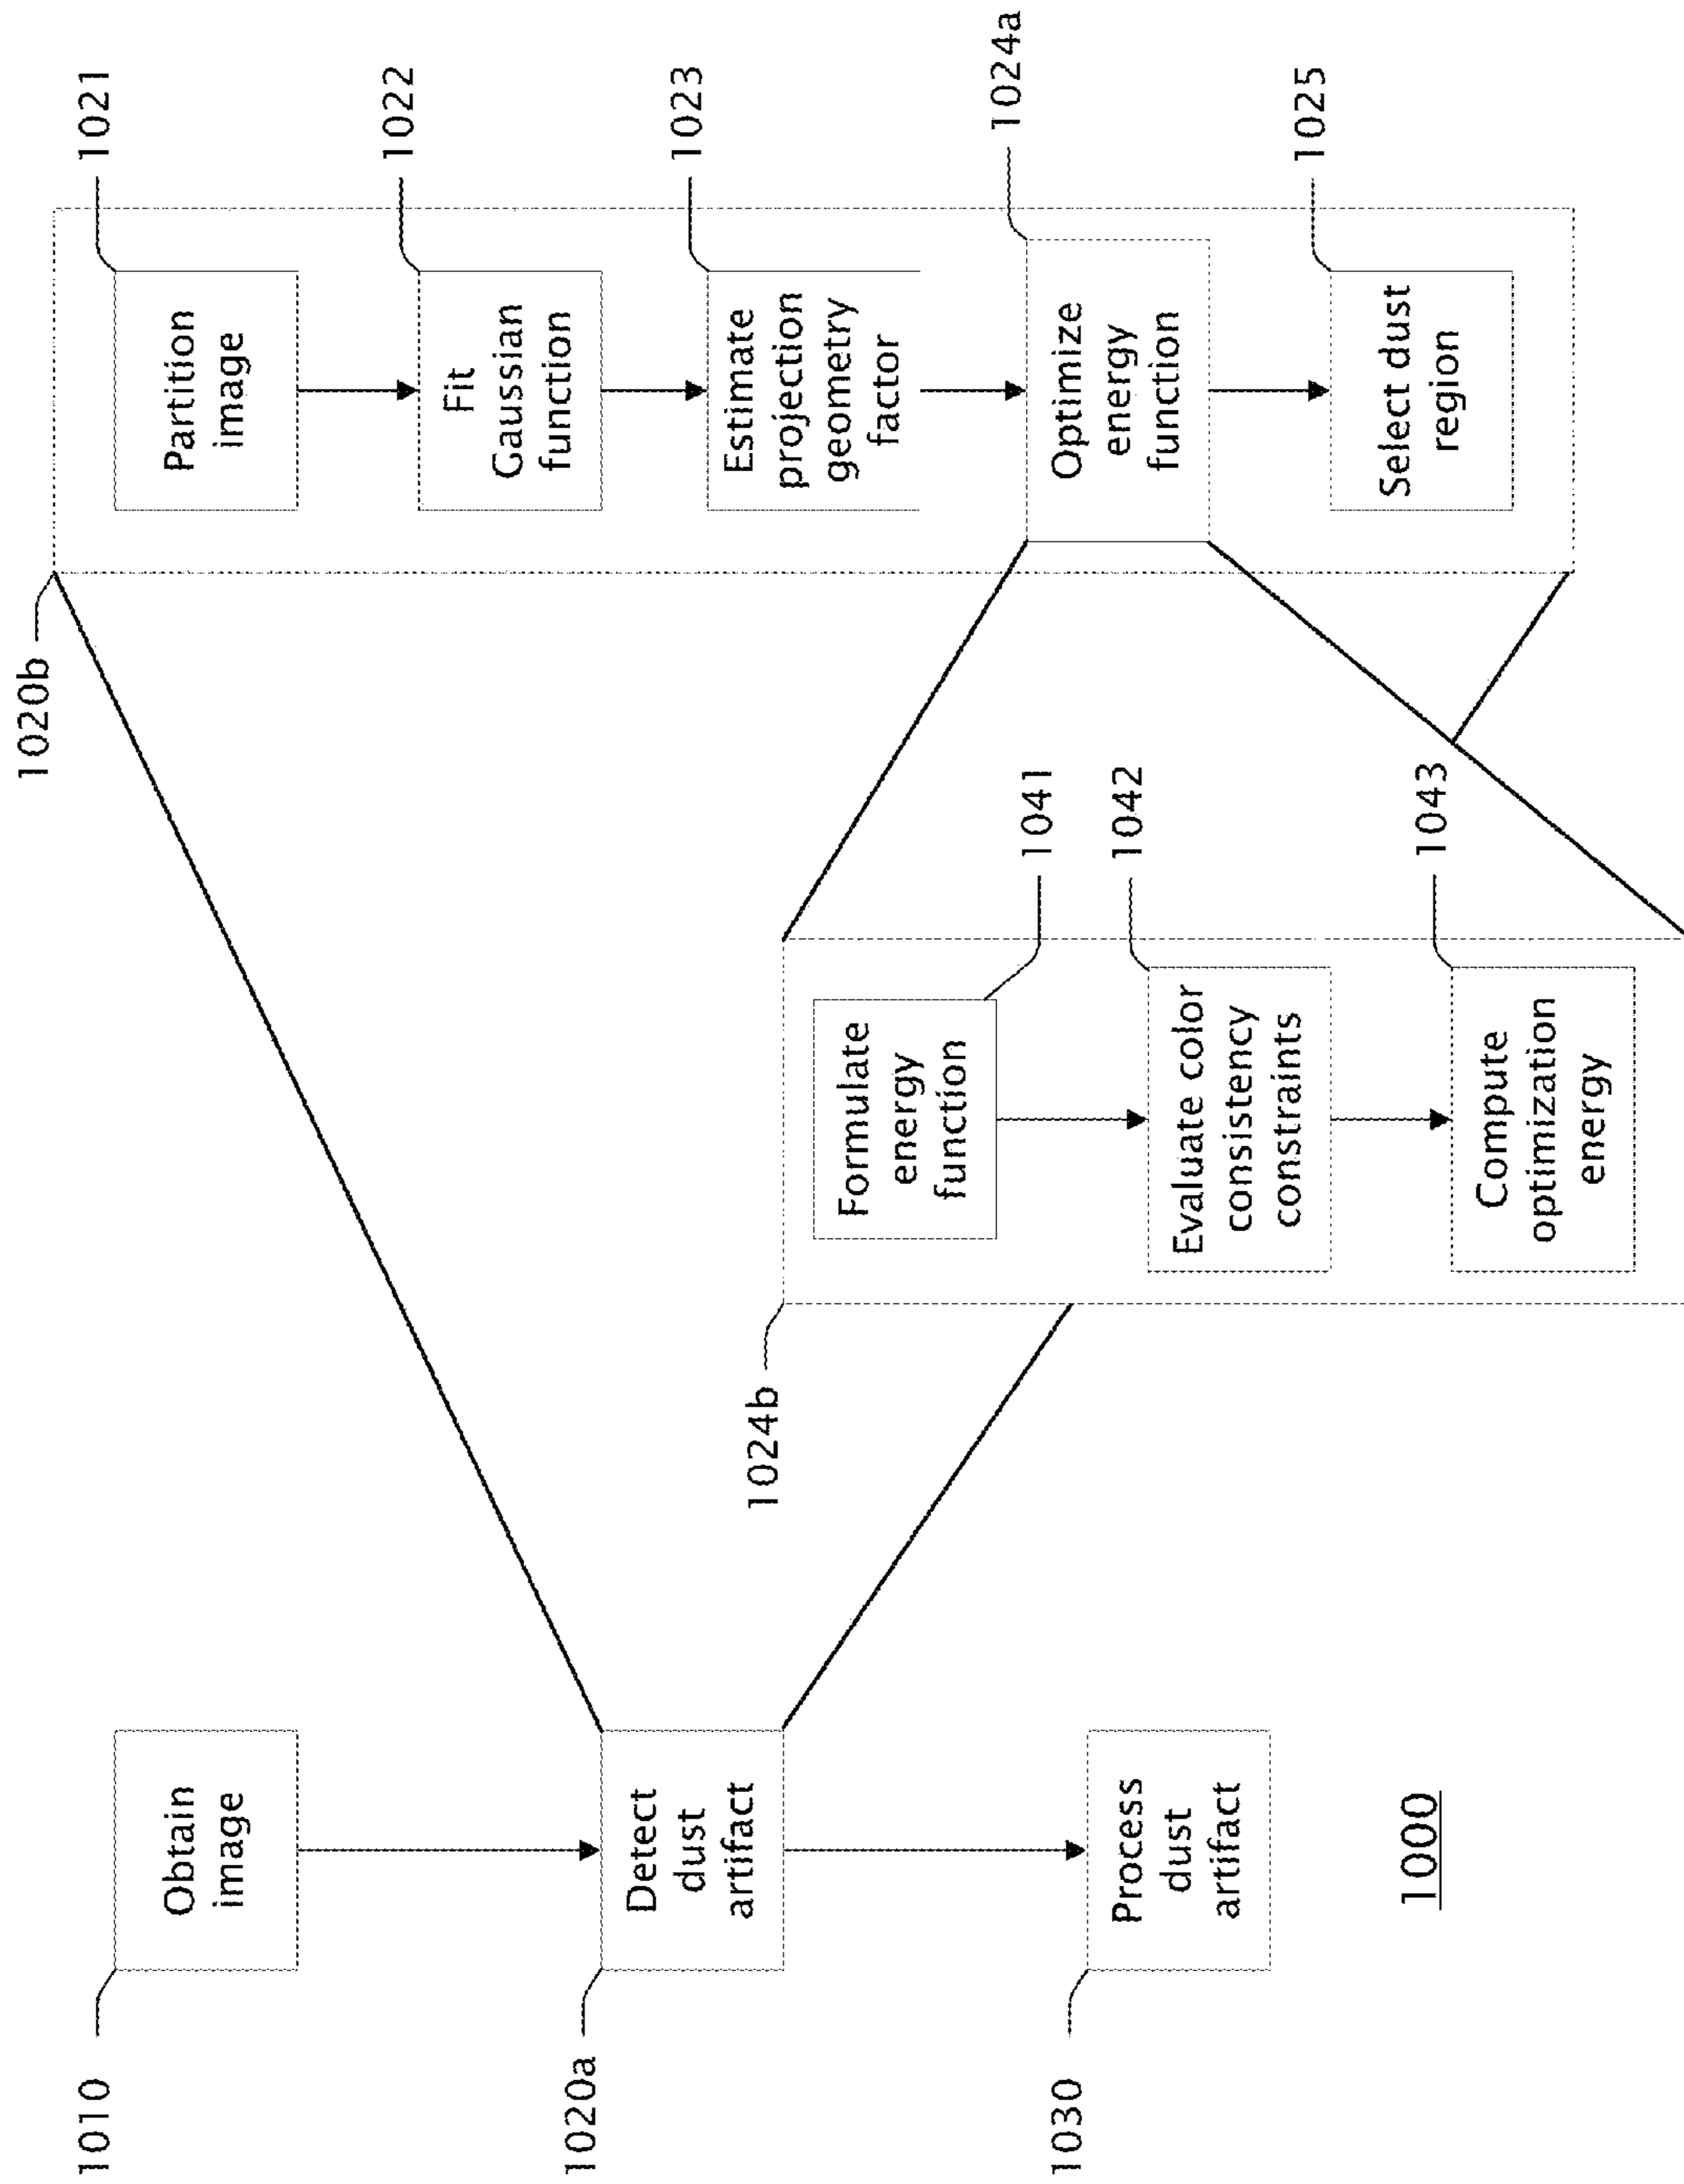 1010
Obtain
image
1020a
Detect
dust
artifact
1030
Process
dust
artifact
1000
1020b
1021
Partition
image
1022
Fit
Gaussian
function
1023
Estimate
projection
geometry
factor
1024a
Optimize
energy
function
1025
Select dust
region
1024b
1041
Formulate
energy
function
1042
Evaluate color
consistency
constraints
1043
Compute
optimization
energy